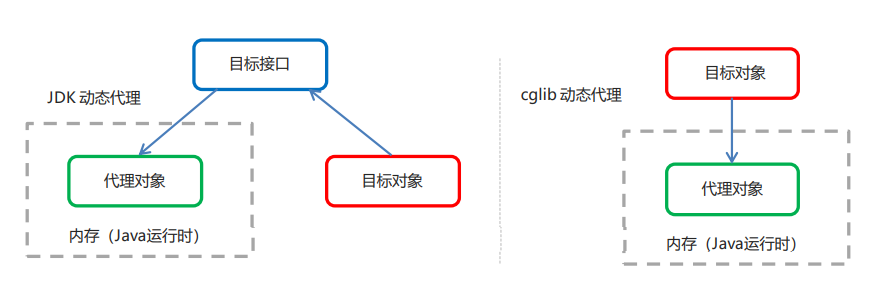 目标接口
JDK 动态代理
代理对象
目标对象
内存（Java运行时）
目标对象
cglib 动态代理
代理对象
内存（Java运行时）